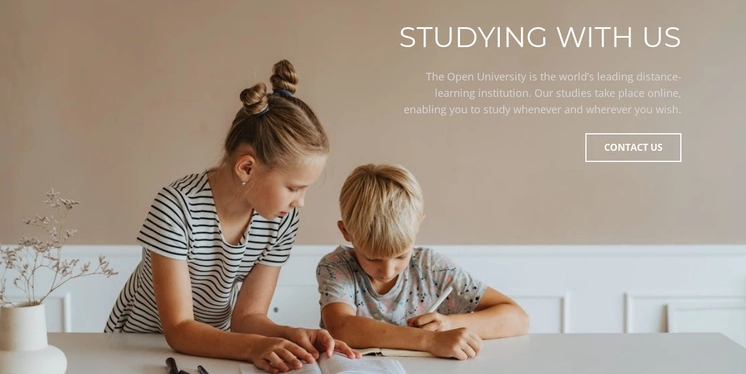 STUDYING WITH US
The Open University is the world's leading distance-
learning institution. Our studies take place online,
enabling you to study whenever and wherever you wish.
CONTACT US